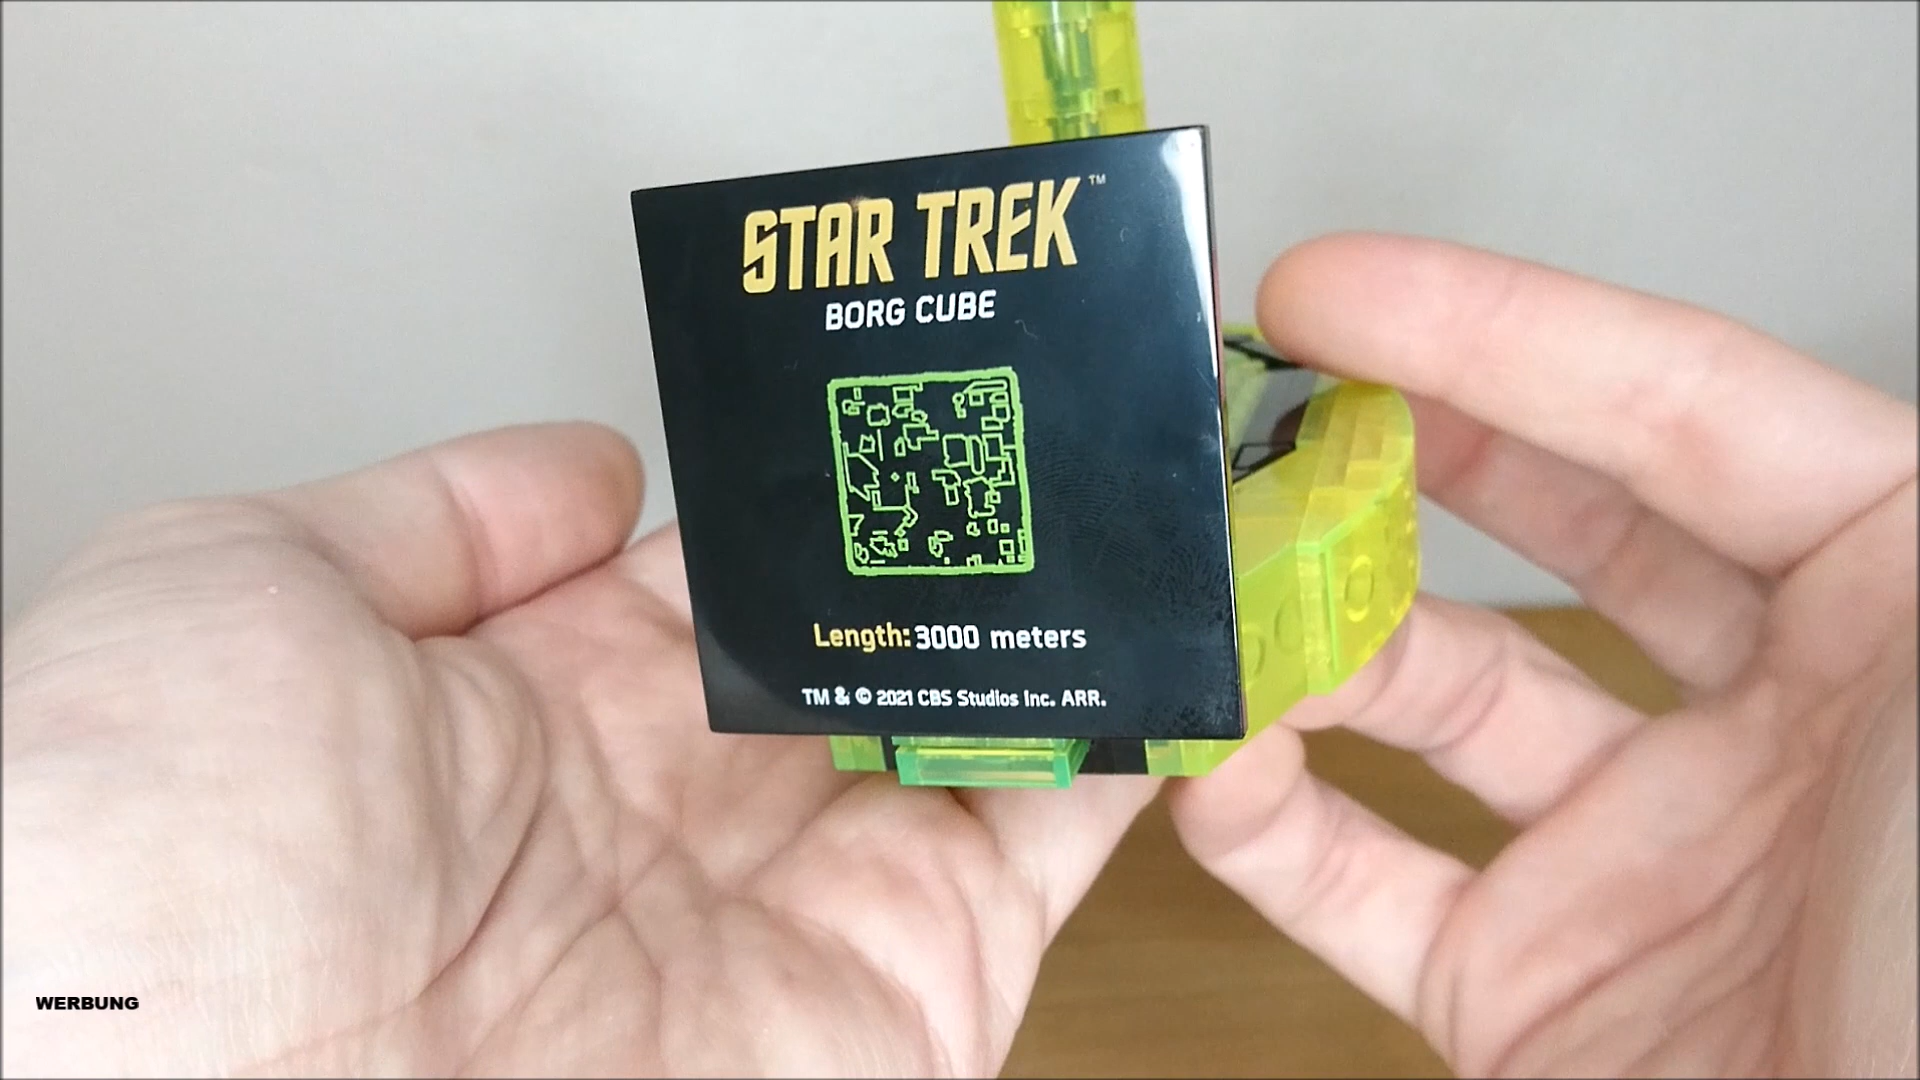 STAR TREK™
BORG CUBE
Length: 3000 meters
TM & © 2021 CBS Studios Inc. ARR.
WERBUNG